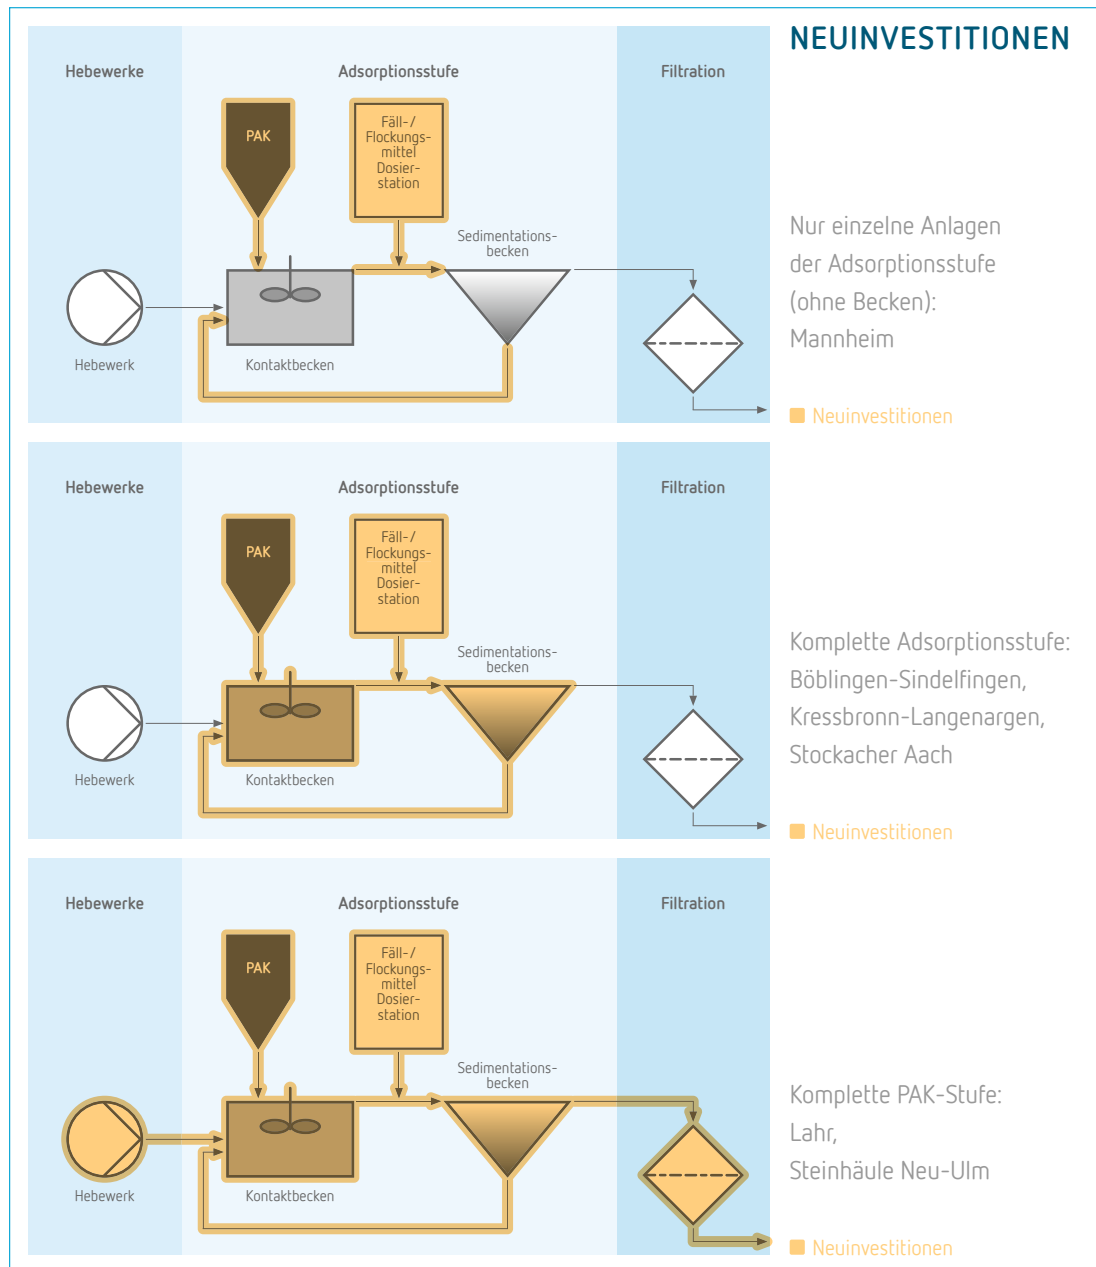 NEUINVESTITIONEN
Hebewerke
Adsorptionsstufe
Filtration
PAK
Fäll-/
Flockungs-
mittel
Dosier-
station
Sedimentations-
becken
Hebewerk
Kontaktbecken
Nur einzelne Anlagen
der Adsorptionsstufe
(ohne Becken):
Mannheim
Neuinvestitionen
Hebewerke
Adsorptionsstufe
Filtration
PAK
Fäll-/
Flockungs-
mittel
Dosier-
station
Sedimentations-
becken
Hebewerk
Kontaktbecken
Komplette Adsorptionsstufe:
Böblingen-Sindelfingen,
Kressbronn-Langenargen,
Stockacher Aach
Neuinvestitionen
Hebewerke
Adsorptionsstufe
Filtration
PAK
Fäll-/
Flockungs-
mittel
Dosier-
station
Sedimentations-
becken
Hebewerk
Kontaktbecken
Komplette PAK-Stufe:
Lahr,
Steinhäule Neu-Ulm
Neuinvestitionen